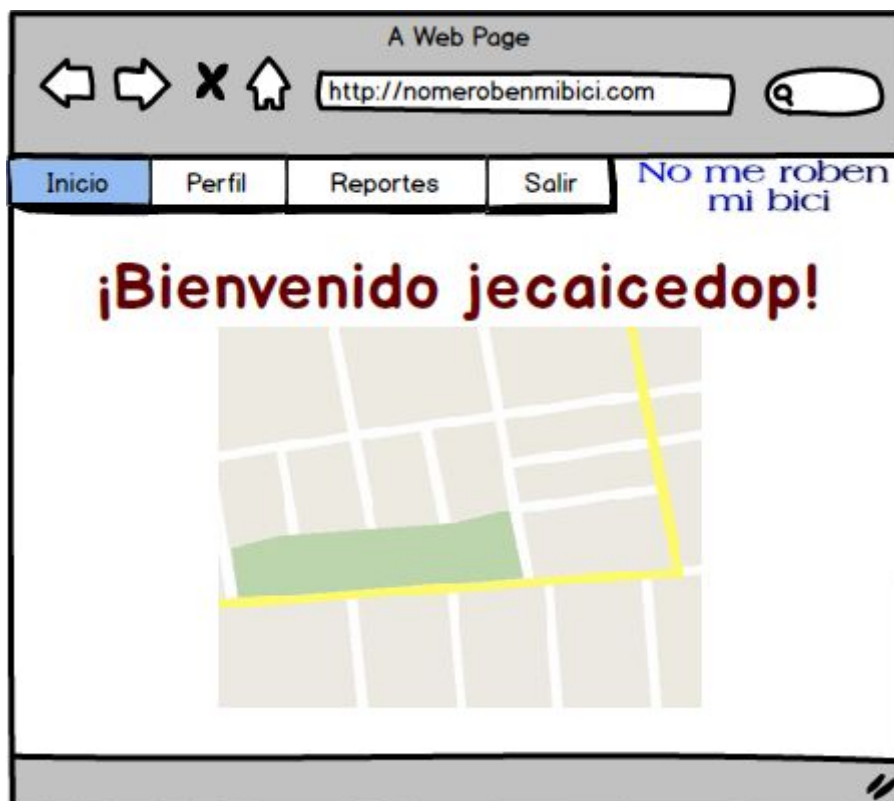 A Web Page
http://nomerobenmibici.com
Inicio Perfil Reportes Salir
No me roben
mi bici
¡Bienvenido jecaicedop!